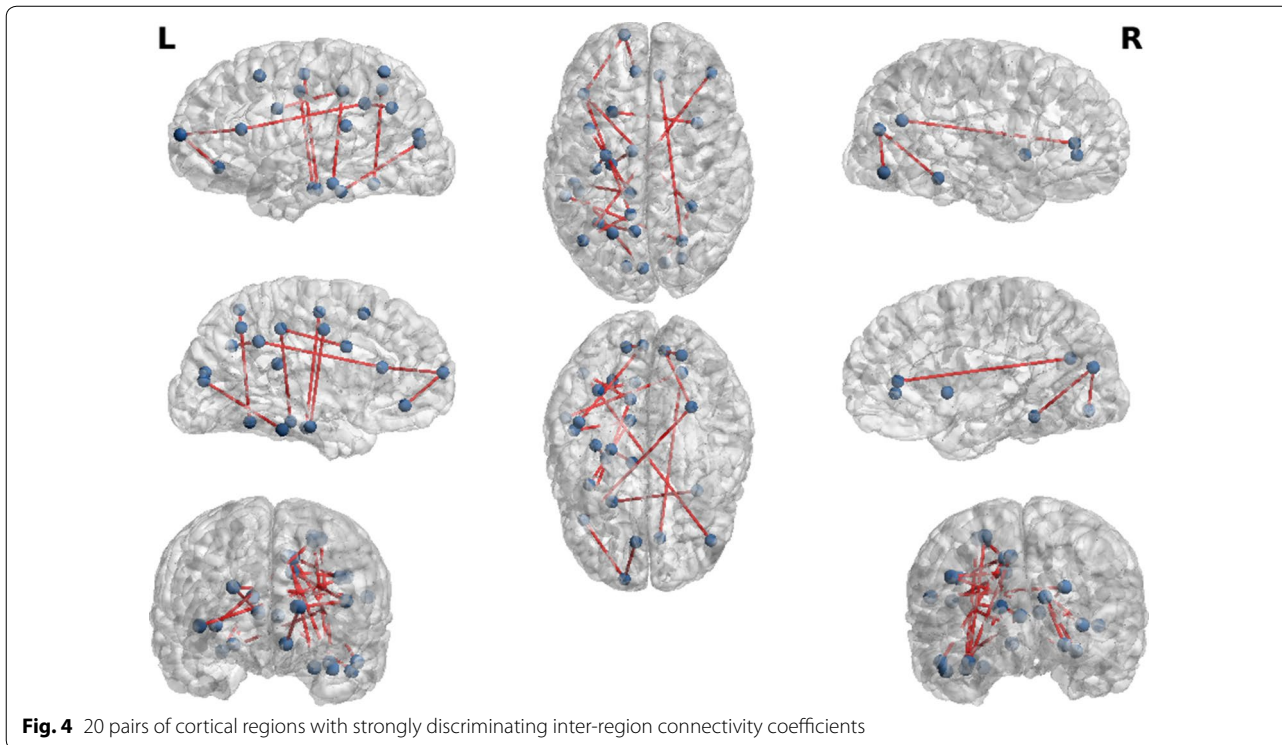 L
R
Fig. 4 20 pairs of cortical regions with strongly discriminating inter-region connectivity coefficients